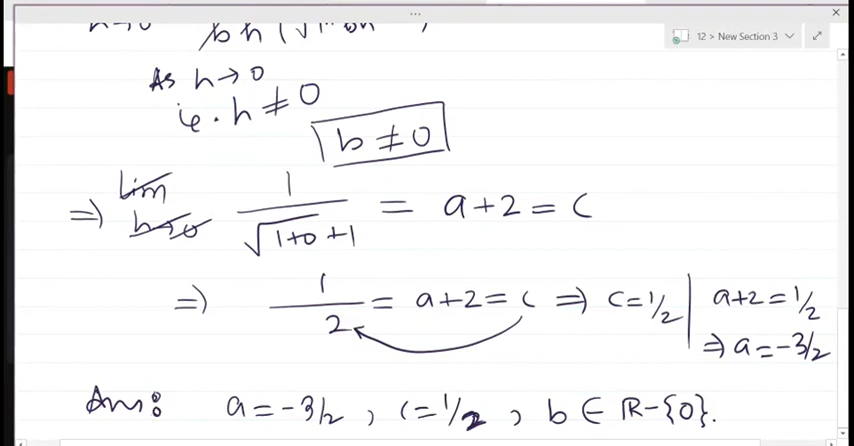 12 > New Section 3
As h→0
ie. h≠0
b≠0
⇒ lim h→0 1/(√1+0 +1) = a+2 = c
⇒ 1/2 = a+2 = c ⇒ c=1/2 | a+2=1/2
⇒ a=-3/2
Ans: a=-3/2, c=1/2, b ∈ ℝ-{0}.